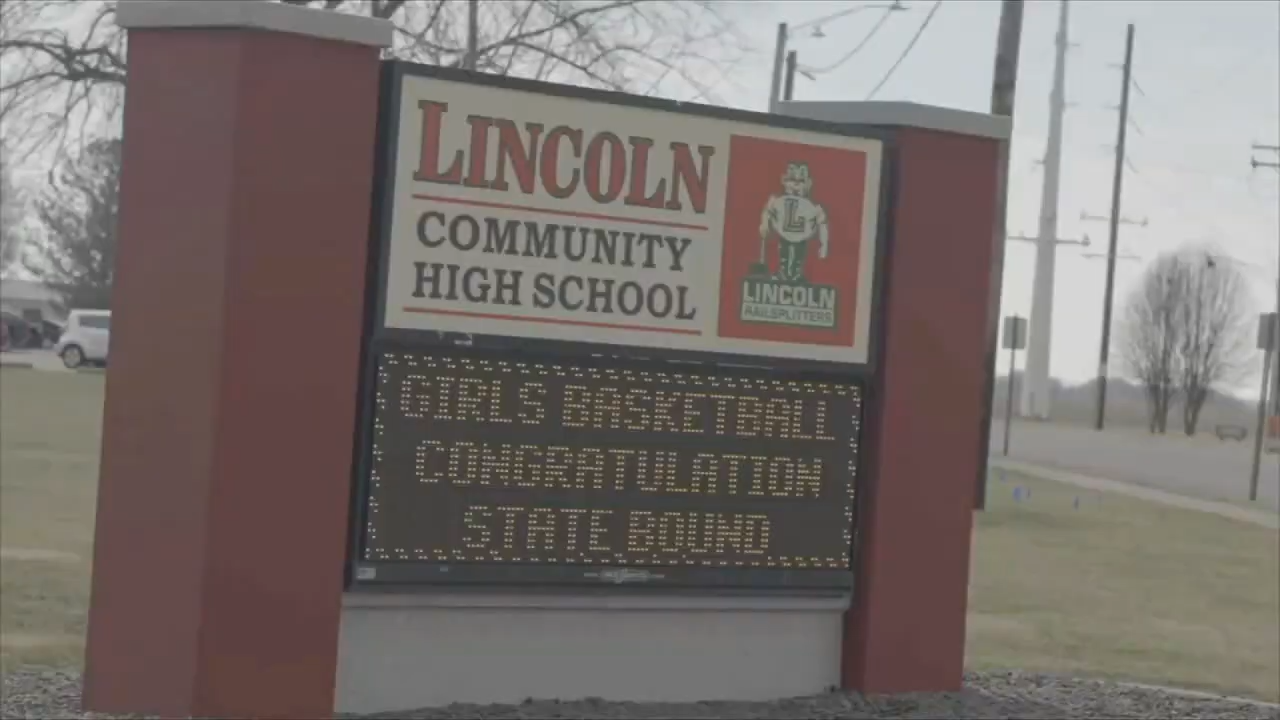 LINCOLN
COMMUNITY
HIGH SCHOOL
L
LINCOLN
RAILSPLITTERS
GIRLS BASKETBALL
CONGRATULATION
STATE BOUND